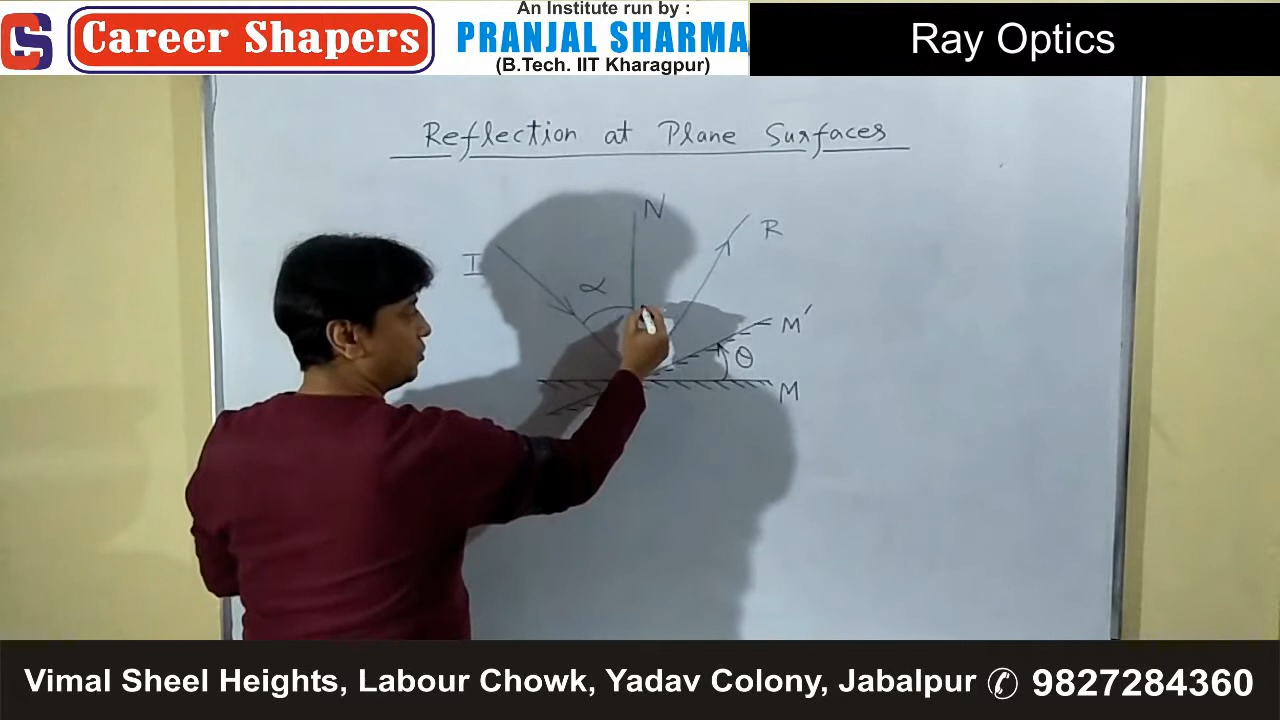 CS
Career Shapers
An Institute run by :
PRANJAL SHARMA
(B.Tech. IIT Kharagpur)
Ray Optics
Reflection at Plane Surfaces
N
R
I
α
M′
θ
M
Vimal Sheel Heights, Labour Chowk, Yadav Colony, Jabalpur ✆ 9827284360